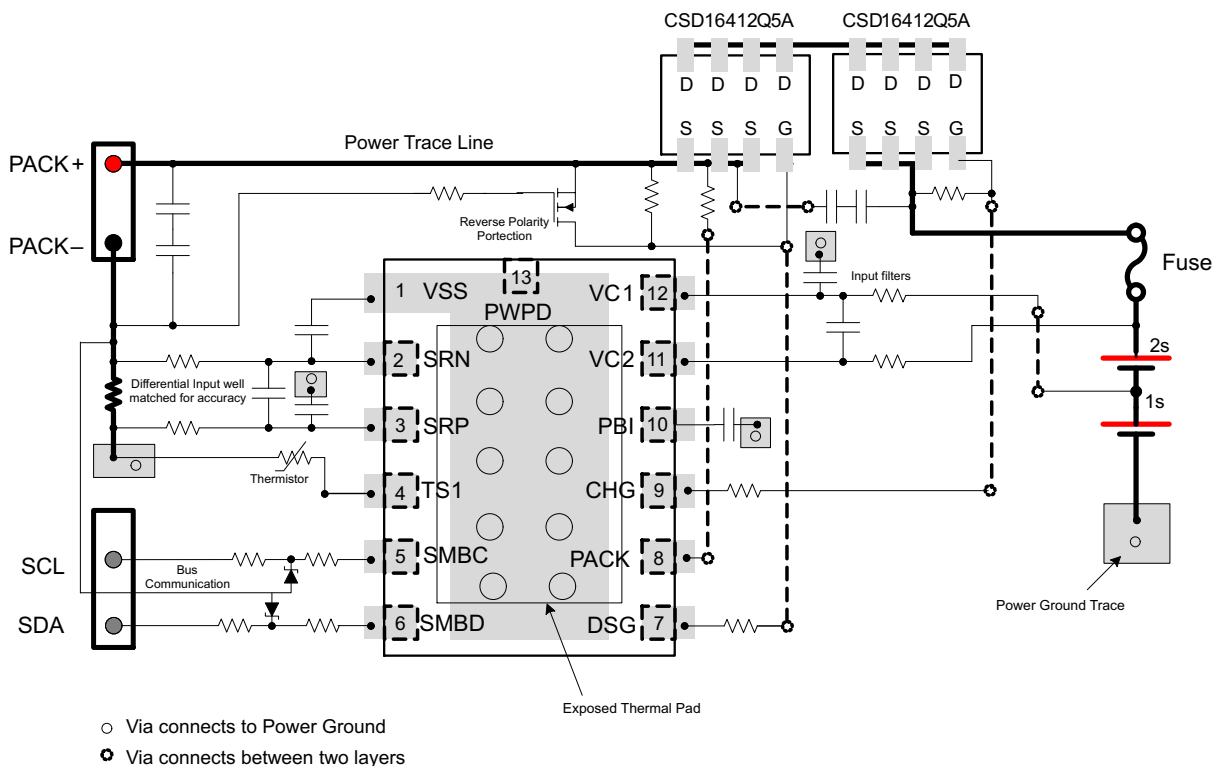 CSD16412Q5A
CSD16412Q5A
D D D D
D D D D
S S S G
S S S G
Power Trace Line
PACK+
PACK–
Reverse Polarity
Portection
Fuse
Input filters
1 VSS
13
PWPD
VC1 12
2 SRN
VC2 11
2s
1s
Differential Input well
matched for accuracy
3 SRP
PBI 10
Thermistor
4 TS1
CHG 9
SCL
Bus
Communication
5 SMBC
PACK 8
SDA
6 SMBD
DSG 7
Power Ground Trace
Exposed Thermal Pad
Via connects to Power Ground
Via connects between two layers